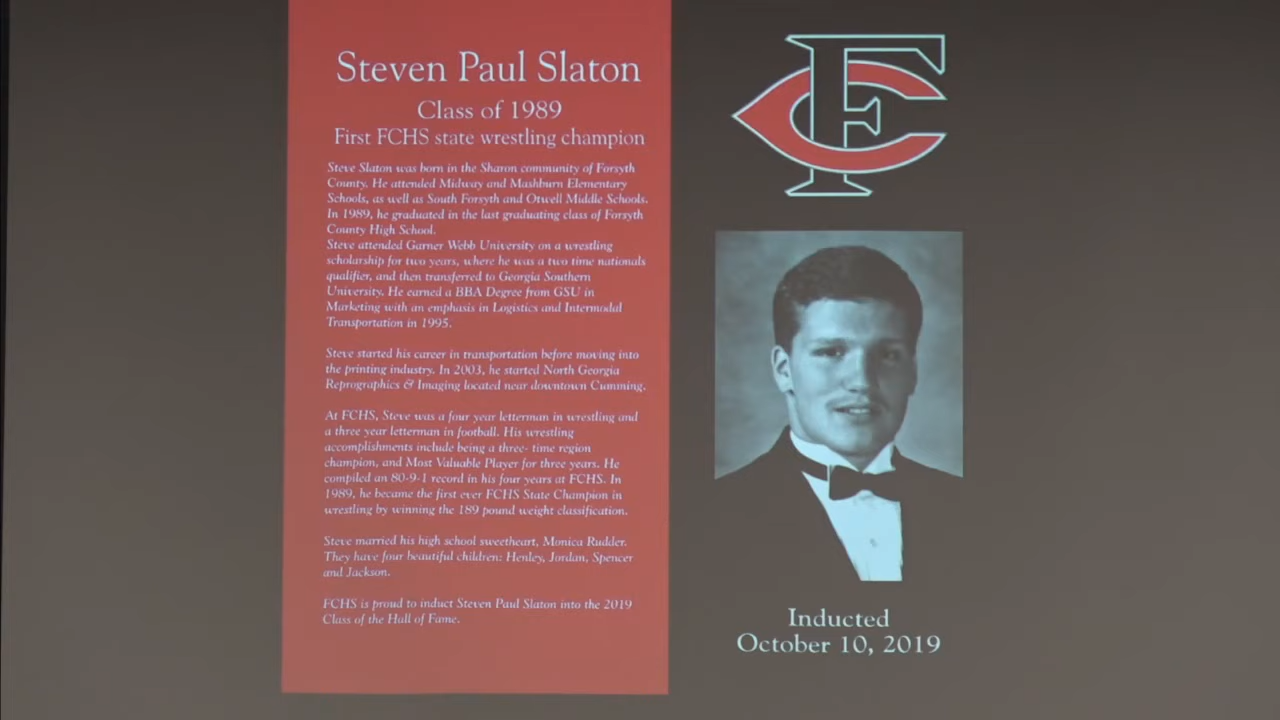 Steven Paul Slaton
Class of 1989
First FCHS state wrestling champion
Steve Slaton was born in the Sharon community of Forsyth
County. He attended Midway and Mashburn Elementary
Schools, as well as South Forsyth and Otwell Middle Schools.
In 1989, he graduated in the last graduating class of Forsyth
County High School.
Steve attended Garner Webb University on a wrestling
scholarship for two years, where he was a two time nationals
qualifier, and then transferred to Georgia Southern
University. He earned a BBA Degree from GSU in
Marketing with an emphasis in Logistics and Intermodal
Transportation in 1995.
Steve started his career in transportation before moving into
the printing industry. In 2003, he started North Georgia
Reprographics & Imaging located near downtown Cumming.
At FCHS, Steve was a four year letterman in wrestling and
a three year letterman in football. His wrestling
accomplishments include being a three- time region
champion, and Most Valuable Player for three years. He
compiled an 80-9-1 record in his four years at FCHS. In
1989, he became the first ever FCHS State Champion in
wrestling by winning the 189 pound weight classification.
Steve married his high school sweetheart, Monica Rudder.
They have four beautiful children: Henley, Jordan, Spencer
and Jackson.
FCHS is proud to induct Steven Paul Slaton into the 2019
Class of the Hall of Fame.
FC
Inducted
October 10, 2019